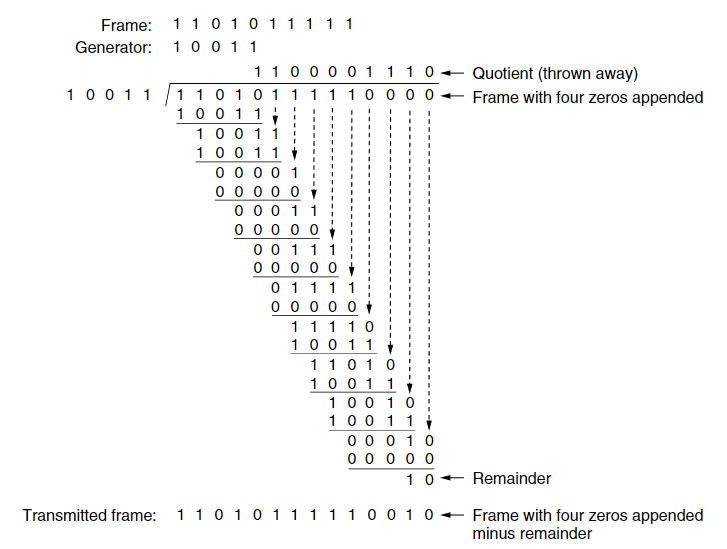 Frame: 1 1 0 1 0 1 1 1 1 1
Generator: 1 0 0 1 1
1 1 0 0 0 0 1 1 1 0 Quotient (thrown away)
1 0 0 1 1 1 1 0 1 0 1 1 1 1 1 0 0 0 0 Frame with four zeros appended
1 0 0 1 1
1 0 0 1 1
1 0 0 1 1
0 0 0 0 1
0 0 0 0 0
0 0 0 1 1
0 0 0 0 0
0 0 1 1 1
0 0 0 0 0
0 1 1 1 1
0 0 0 0 0
1 1 1 1 0
1 0 0 1 1
1 1 0 1 0
1 0 0 1 1
1 0 0 1 0
1 0 0 1 1
0 0 0 1 0
0 0 0 0 0
1 0 Remainder
Transmitted frame: 1 1 0 1 0 1 1 1 1 1 0 0 1 0 Frame with four zeros appended
minus remainder